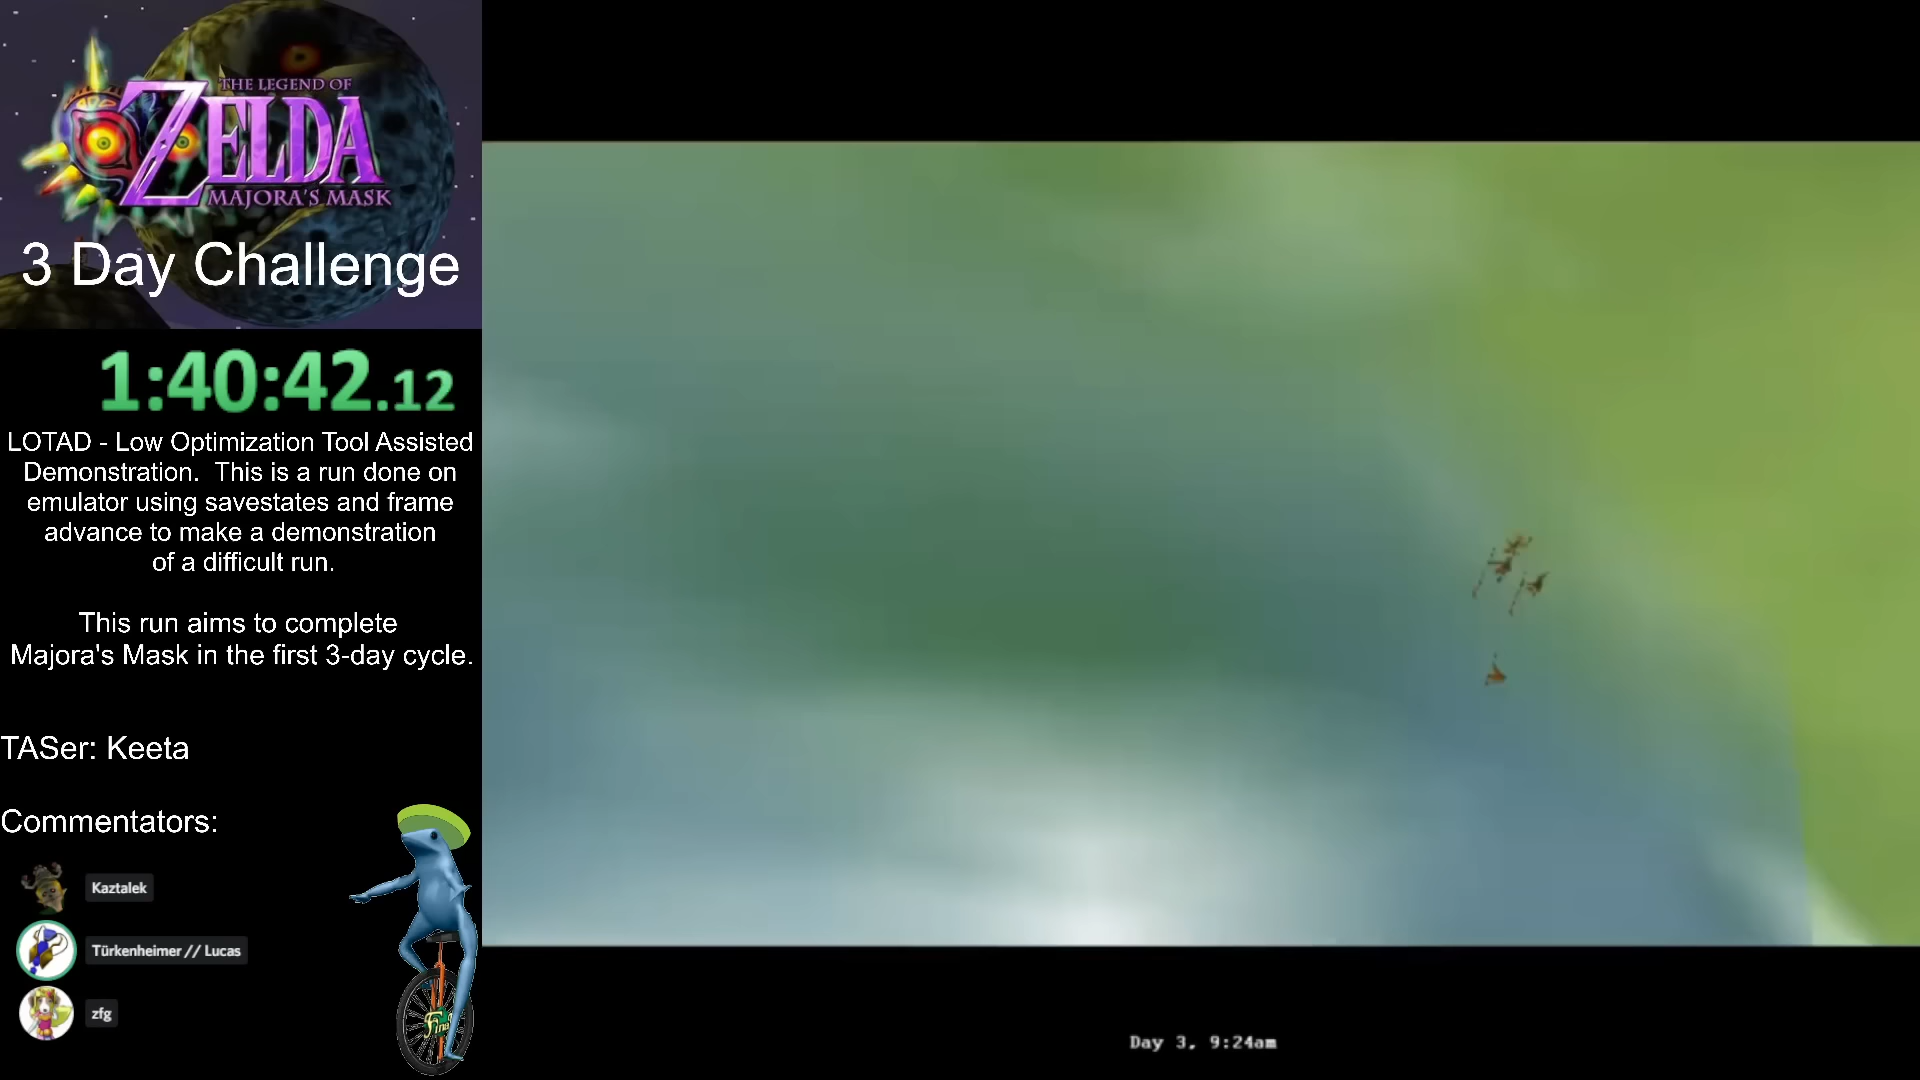 THE LEGEND OF
ZELDA
MAJORA'S MASK
3 Day Challenge
1:40:42.12
LOTAD - Low Optimization Tool Assisted
Demonstration. This is a run done on
emulator using savestates and frame
advance to make a demonstration
of a difficult run.
This run aims to complete
Majora's Mask in the first 3-day cycle.
TASer: Keeta
Commentators:
Kaztalek
Türkenheimer // Lucas
zfg
Day 3, 9:24am